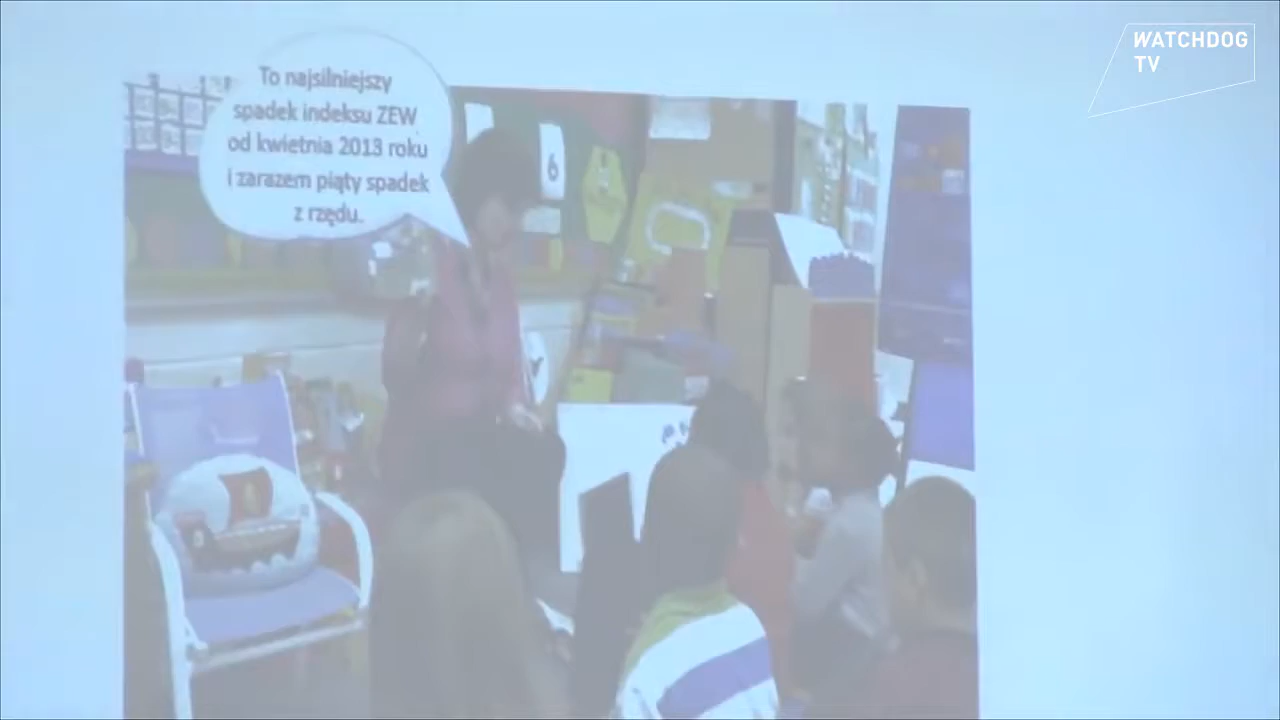 WATCHDOG
TV
To najsilniejszy
spadek indeksu ZEW
od kwietnia 2013 roku
i zarazem piąty spadek
z rzędu.
6